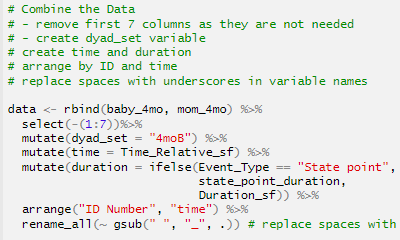 # Combine the Data
# - remove first 7 columns as they are not needed
# - create dyad_set variable
# create time and duration
# arrange by ID and time
# replace spaces with underscores in variable names

data <- rbind(baby_4mo, mom_4mo) %>%
  select(-(1:7))%>%
  mutate(dyad_set = "4moB") %>%
  mutate(time = Time_Relative_sf) %>%
  mutate(duration = ifelse(Event_Type == "State point",
                           state_point_duration,
                           Duration_sf)) %>%
  arrange("ID Number", "time") %>%
  rename_all(~ gsub(" ", "_", .)) # replace spaces with